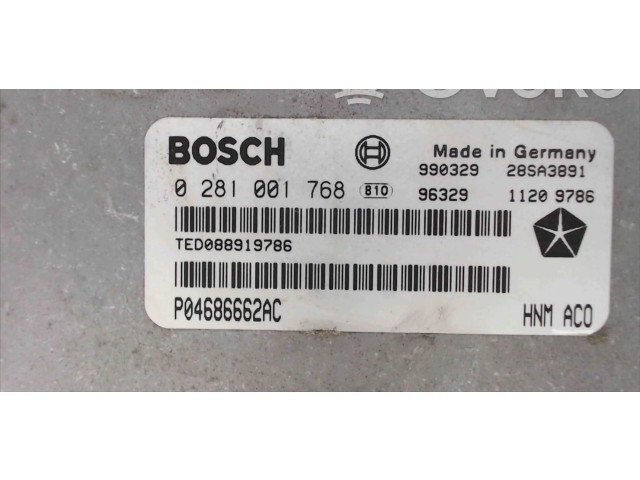 BOSCH Made in Germany
990329 28SA3891
0 281 001 768 810 96329 1120 9786
TED088919786
P04686662AC HNM ACO